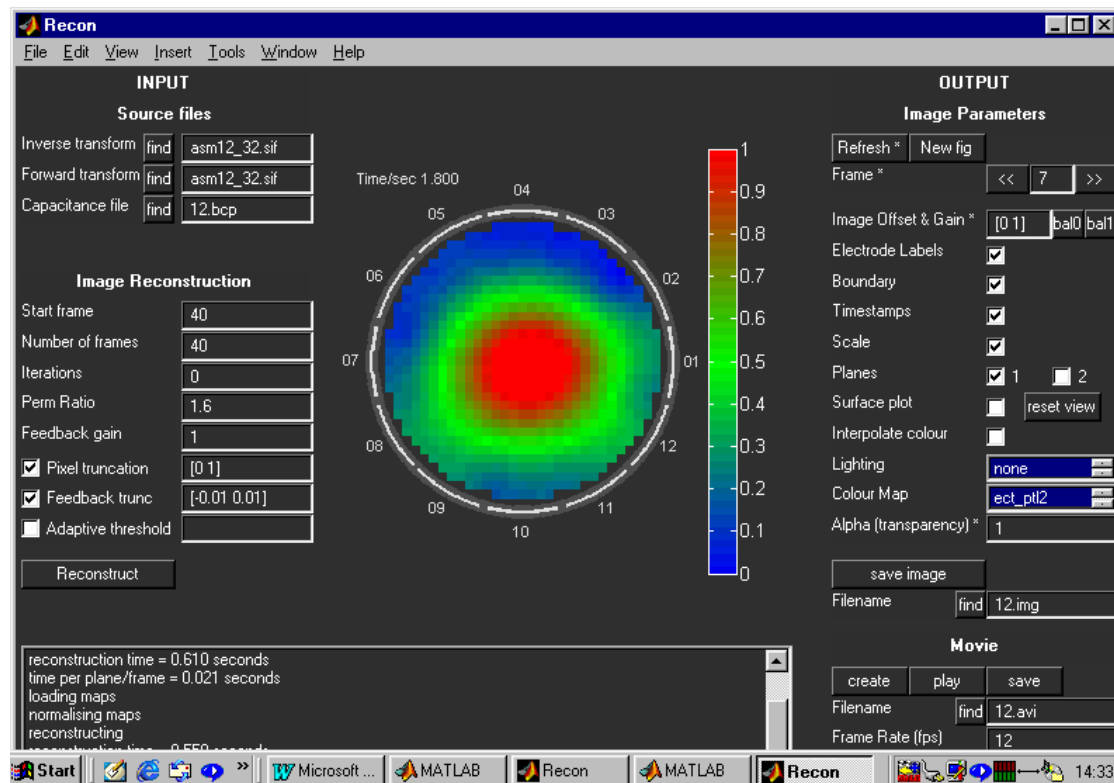 Recon
File Edit View Insert Tools Window Help
INPUT
Source files
Inverse transform find asm12_32.sif
Forward transform find asm12_32.sif
Capacitance file find 12.bcp
Image Reconstruction
Start frame 40
Number of frames 40
Iterations 0
Perm Ratio 1.6
Feedback gain 1
Pixel truncation [0 1]
Feedback trunc [-0.01 0.01]
Adaptive threshold
Reconstruct
Time/sec 1.800
04
05 03
06 02
07 01
08 12
09 11
10
1
0.9
0.8
0.7
0.6
0.5
0.4
0.3
0.2
0.1
0
OUTPUT
Image Parameters
Refresh * New fig
Frame * << 7 >>
Image Offset & Gain * [0 1] bal0 bal1
Electrode Labels
Boundary
Timestamps
Scale
Planes 1 2
Surface plot reset view
Interpolate colour
Lighting none
Colour Map ect_ptl2
Alpha (transparency) * 1
save image
Filename find 12.img
Movie
create play save
Filename find 12.avi
Frame Rate (fps) 12
reconstruction time = 0.610 seconds
time per plane/frame = 0.021 seconds
loading maps
normalising maps
reconstructing
Start » Microsoft ... MATLAB Recon MATLAB Recon 14:32